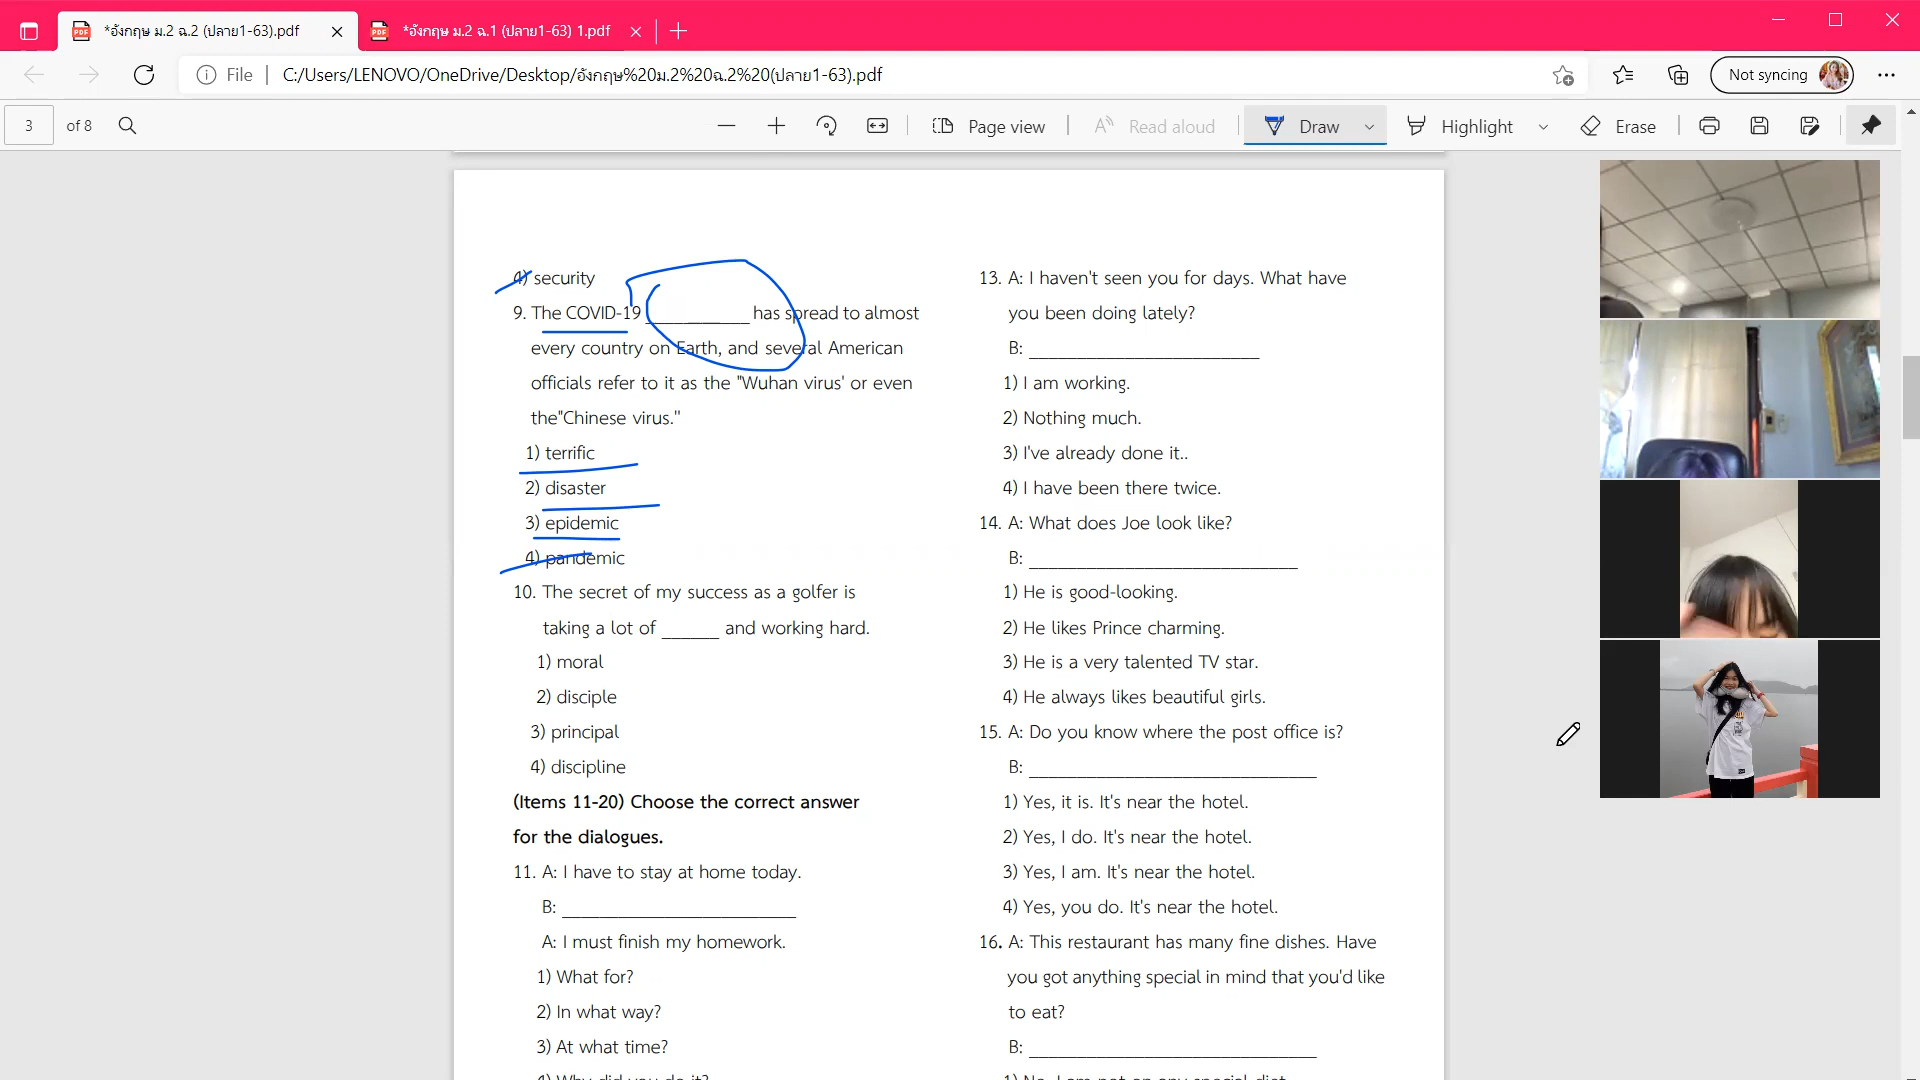 *อังกฤษ ม.2 ฉ.2 (ปลาย1-63).pdf
*อังกฤษ ม.2 ฉ.1 (ปลาย1-63) 1.pdf
File
C:/Users/LENOVO/OneDrive/Desktop/อังกฤษ%20ม.2%20ฉ.2%20(ปลาย1-63).pdf
Not syncing
3 of 8
Page view
Read aloud
Draw
Highlight
Erase
4) security
9. The COVID-19 ___________ has spread to almost
every country on Earth, and several American
officials refer to it as the "Wuhan virus' or even
the"Chinese virus."
1) terrific
2) disaster
3) epidemic
4) pandemic
10. The secret of my success as a golfer is
taking a lot of ______ and working hard.
1) moral
2) disciple
3) principal
4) discipline
(Items 11-20) Choose the correct answer
for the dialogues.
11. A: I have to stay at home today.
B: ________________________
A: I must finish my homework.
1) What for?
2) In what way?
3) At what time?
4) Why did you do it?
13. A: I haven't seen you for days. What have
you been doing lately?
B: ________________________
1) I am working.
2) Nothing much.
3) I've already done it..
4) I have been there twice.
14. A: What does Joe look like?
B: ____________________________
1) He is good-looking.
2) He likes Prince charming.
3) He is a very talented TV star.
4) He always likes beautiful girls.
15. A: Do you know where the post office is?
B: ______________________________
1) Yes, it is. It's near the hotel.
2) Yes, I do. It's near the hotel.
3) Yes, I am. It's near the hotel.
4) Yes, you do. It's near the hotel.
16. A: This restaurant has many fine dishes. Have
you got anything special in mind that you'd like
to eat?
B: ______________________________
1) No, I am not on any special diet.